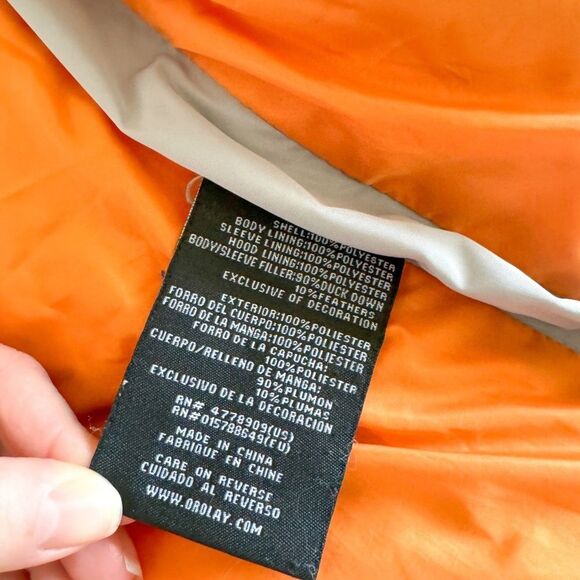 SHELL:100%POLYESTER
BODY LINING:100%POLYESTER
SLEEVE LINING:100%POLYESTER
HOOD LINING:100%POLYESTER
BODY/SLEEVE FILLER:90%DUCK DOWN
10%FEATHERS
EXCLUSIVE OF DECORATION
EXTERIOR:100%POLIESTER
FORRO DEL CUERPO:100%POLIESTER
FORRO DE LA MANGA:100%POLIESTER
FORRO DE LA CAPUCHA:
100%POLIESTER
CUERPO/RELLENO DE MANGA:
90%PLUMON
10%PLUMAS
EXCLUSIVO DE LA DECORACIÓN
RN# 4778909(US)
RN#015788649(EU)
MADE IN CHINA
FABRIQUE EN CHINE
CARE ON REVERSE
CUIDADO AL REVERSO
WWW.OROLAY.COM